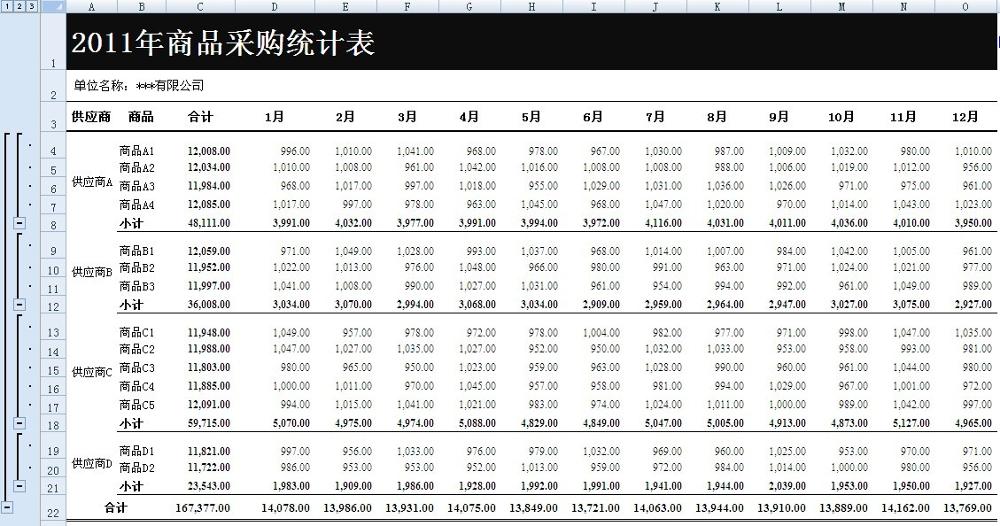 1 2 3 A B C D E F G H I J K L M N O
1 2011年商品采购统计表
2 单位名称：***有限公司
3 供应商 商品 合计 1月 2月 3月 4月 5月 6月 7月 8月 9月 10月 11月 12月
4 商品A1 12,008.00 996.00 1,010.00 1,041.00 968.00 978.00 967.00 1,030.00 987.00 1,009.00 1,032.00 980.00 1,010.00
5 商品A2 12,034.00 1,010.00 1,008.00 961.00 1,042.00 1,016.00 1,008.00 1,008.00 988.00 1,006.00 1,019.00 1,012.00 956.00
供应商A
6 商品A3 11,984.00 968.00 1,017.00 997.00 1,018.00 955.00 1,029.00 1,031.00 1,036.00 1,026.00 971.00 975.00 961.00
7 商品A4 12,085.00 1,017.00 997.00 978.00 963.00 1,045.00 968.00 1,047.00 1,020.00 970.00 1,014.00 1,043.00 1,023.00
8 小计 48,111.00 3,991.00 4,032.00 3,977.00 3,991.00 3,994.00 3,972.00 4,116.00 4,031.00 4,011.00 4,036.00 4,010.00 3,950.00
9 商品B1 12,059.00 971.00 1,049.00 1,028.00 993.00 1,037.00 968.00 1,014.00 1,007.00 984.00 1,042.00 1,005.00 961.00
10 供应商B 商品B2 11,952.00 1,022.00 1,013.00 976.00 1,048.00 966.00 980.00 991.00 963.00 971.00 1,024.00 1,021.00 977.00
11 商品B3 11,997.00 1,041.00 1,008.00 990.00 1,027.00 1,031.00 961.00 954.00 994.00 992.00 961.00 1,049.00 989.00
12 小计 36,008.00 3,034.00 3,070.00 2,994.00 3,068.00 3,034.00 2,909.00 2,959.00 2,964.00 2,947.00 3,027.00 3,075.00 2,927.00
13 商品C1 11,948.00 1,049.00 957.00 978.00 972.00 978.00 1,004.00 982.00 977.00 971.00 998.00 1,047.00 1,035.00
14 商品C2 11,988.00 1,047.00 1,027.00 1,035.00 1,027.00 952.00 950.00 1,032.00 1,033.00 953.00 958.00 993.00 981.00
15 供应商C 商品C3 11,803.00 980.00 965.00 950.00 1,023.00 959.00 963.00 1,028.00 990.00 960.00 961.00 1,044.00 980.00
16 商品C4 11,885.00 1,000.00 1,011.00 970.00 1,045.00 957.00 958.00 981.00 994.00 1,029.00 967.00 1,001.00 972.00
17 商品C5 12,091.00 994.00 1,015.00 1,041.00 1,021.00 983.00 974.00 1,024.00 1,011.00 1,000.00 989.00 1,042.00 997.00
18 小计 59,715.00 5,070.00 4,975.00 4,974.00 5,088.00 4,829.00 4,849.00 5,047.00 5,005.00 4,913.00 4,873.00 5,127.00 4,965.00
19 商品D1 11,821.00 997.00 956.00 1,033.00 976.00 979.00 1,032.00 969.00 960.00 1,025.00 953.00 970.00 971.00
20 供应商D 商品D2 11,722.00 986.00 953.00 953.00 952.00 1,013.00 959.00 972.00 984.00 1,014.00 1,000.00 980.00 956.00
21 小计 23,543.00 1,983.00 1,909.00 1,986.00 1,928.00 1,992.00 1,991.00 1,941.00 1,944.00 2,039.00 1,953.00 1,950.00 1,927.00
22 合计 167,377.00 14,078.00 13,986.00 13,931.00 14,075.00 13,849.00 13,721.00 14,063.00 13,944.00 13,910.00 13,889.00 14,162.00 13,769.00